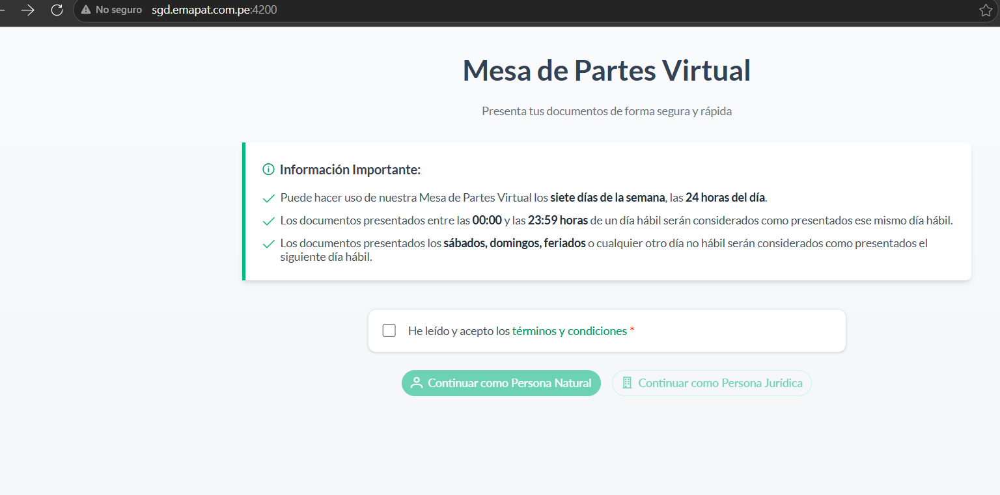 No seguro sgd.emapat.com.pe:4200
Mesa de Partes Virtual
Presenta tus documentos de forma segura y rápida
Información Importante:
Puede hacer uso de nuestra Mesa de Partes Virtual los siete días de la semana, las 24 horas del día.
Los documentos presentados entre las 00:00 y las 23:59 horas de un día hábil serán considerados como presentados ese mismo día hábil.
Los documentos presentados los sábados, domingos, feriados o cualquier otro día no hábil serán considerados como presentados el
siguiente día hábil.
He leído y acepto los términos y condiciones *
Continuar como Persona Natural
Continuar como Persona Jurídica